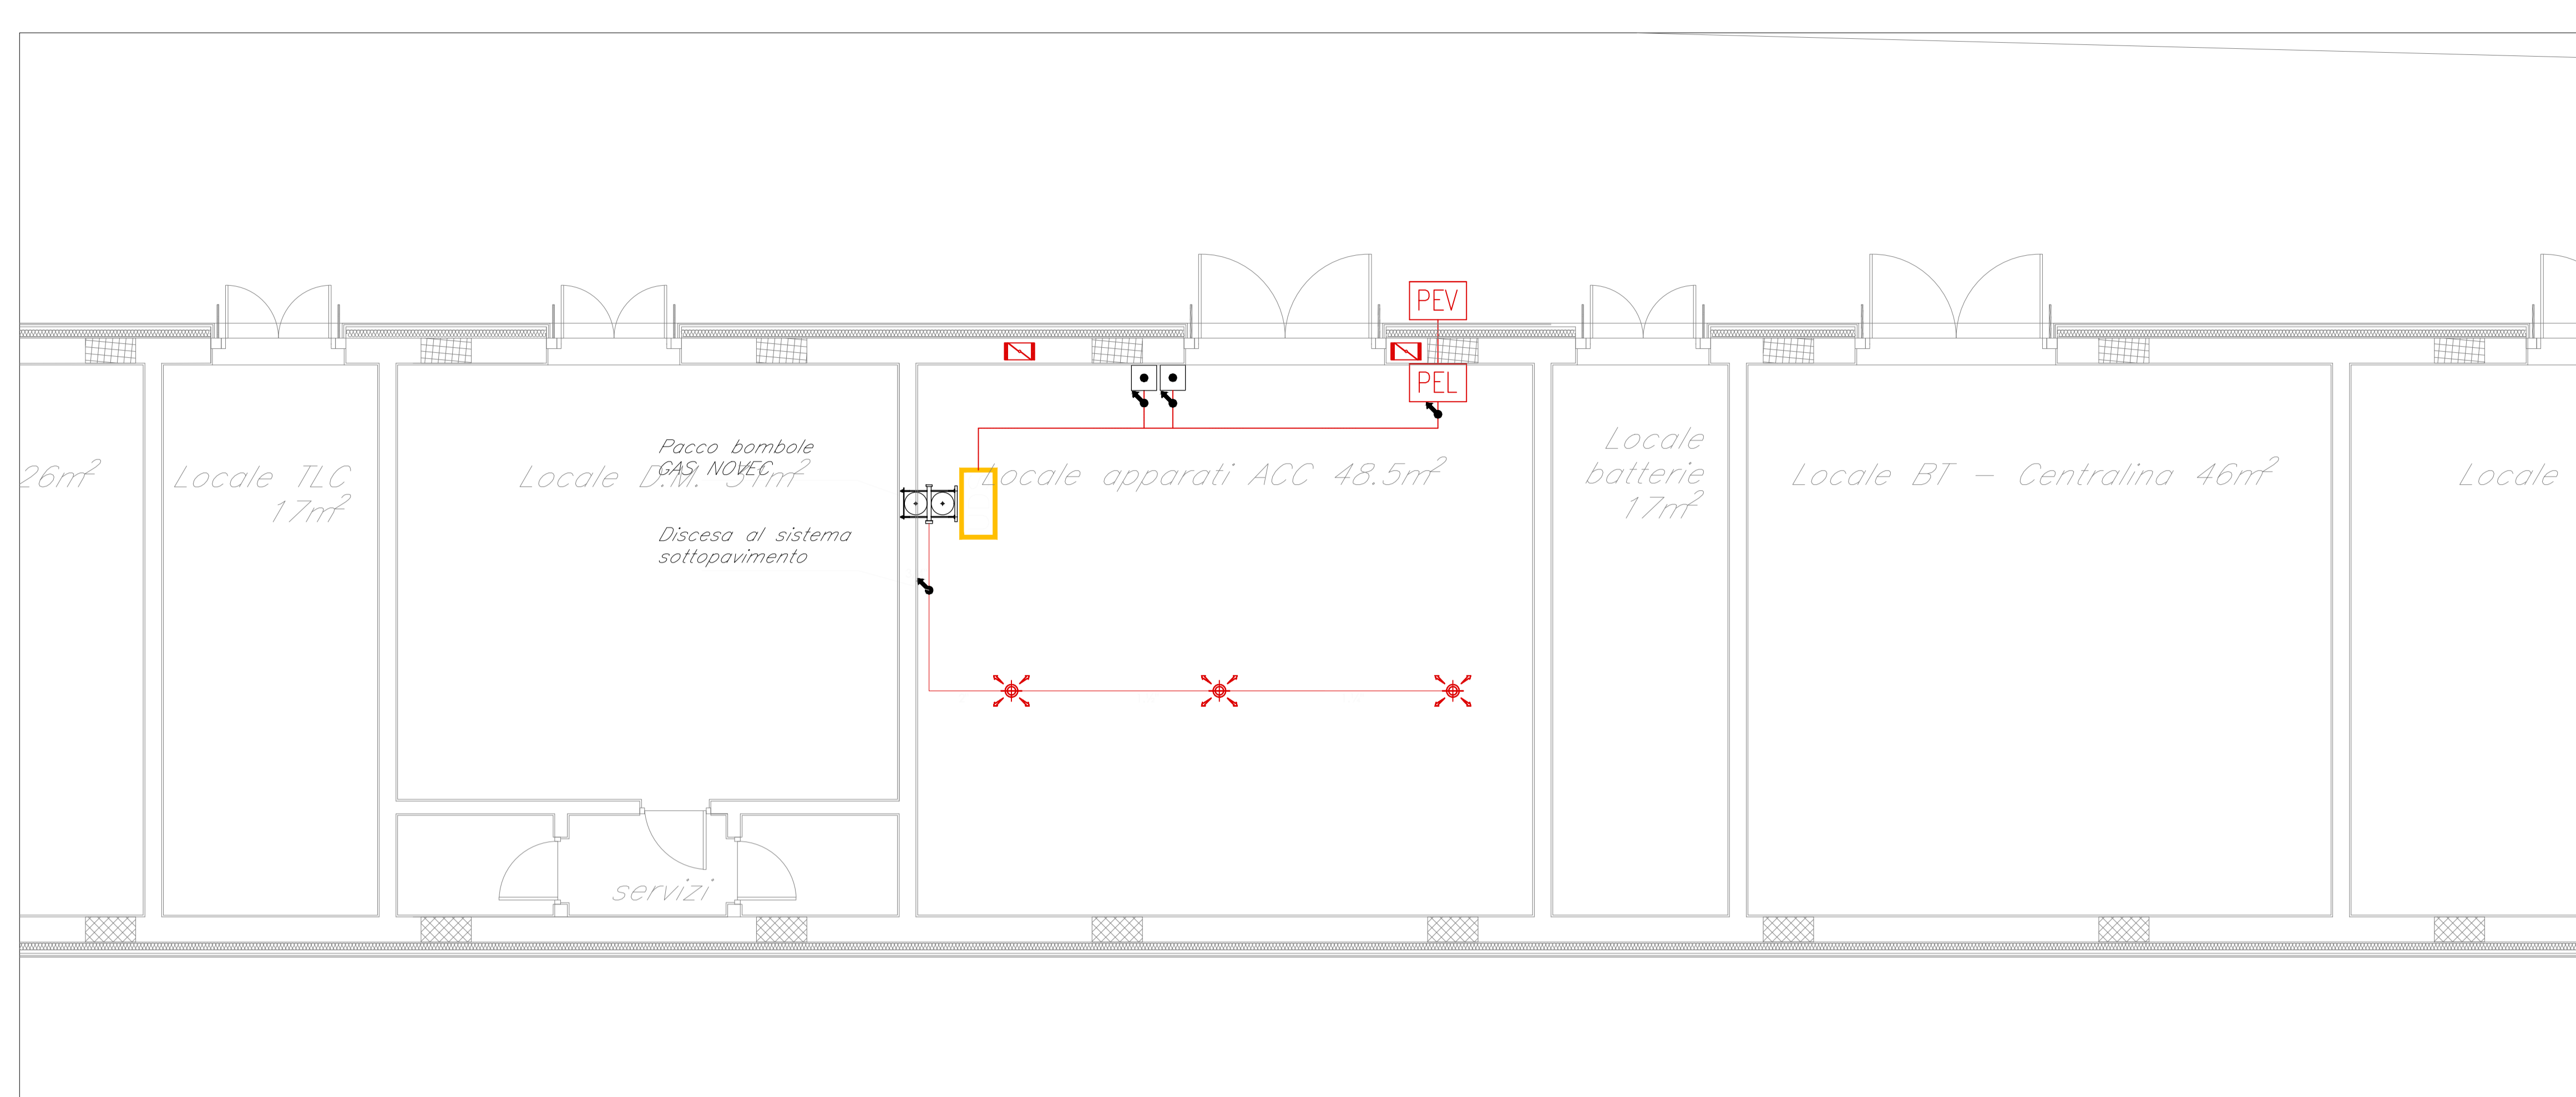 PEV
PEL
26m²
Locale TLC
17m²
Locale D.M. 37m²
Pacco bombole
GAS NOVEC
Discesa al sistema
sottopavimento
servizi
Locale apparati ACC 48.5m²
Locale
batterie
17m²
Locale BT – Centralina 46m²
Locale